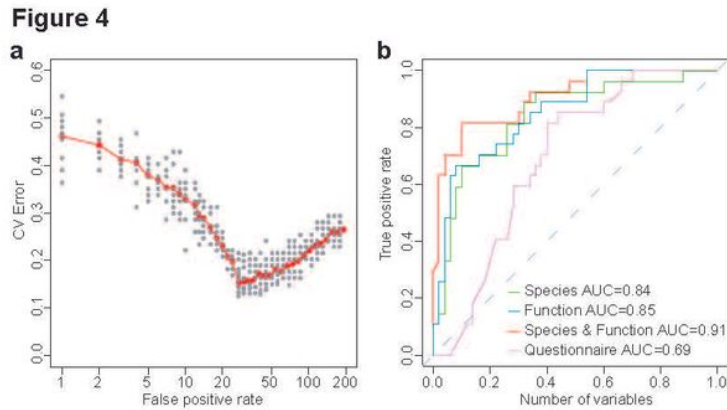 Figure 4
a
CV Error
0.6
0.5
0.4
0.3
0.2
0.1
0.0
1 2 5 10 20 50 100 200
False positive rate
b
True positive rate
1.0
0.8
0.6
0.4
0.2
0.0
Species AUC=0.84
Function AUC=0.85
Species & Function AUC=0.91
Questionnaire AUC=0.69
0.0 0.2 0.4 0.6 0.8 1.0
Number of variables